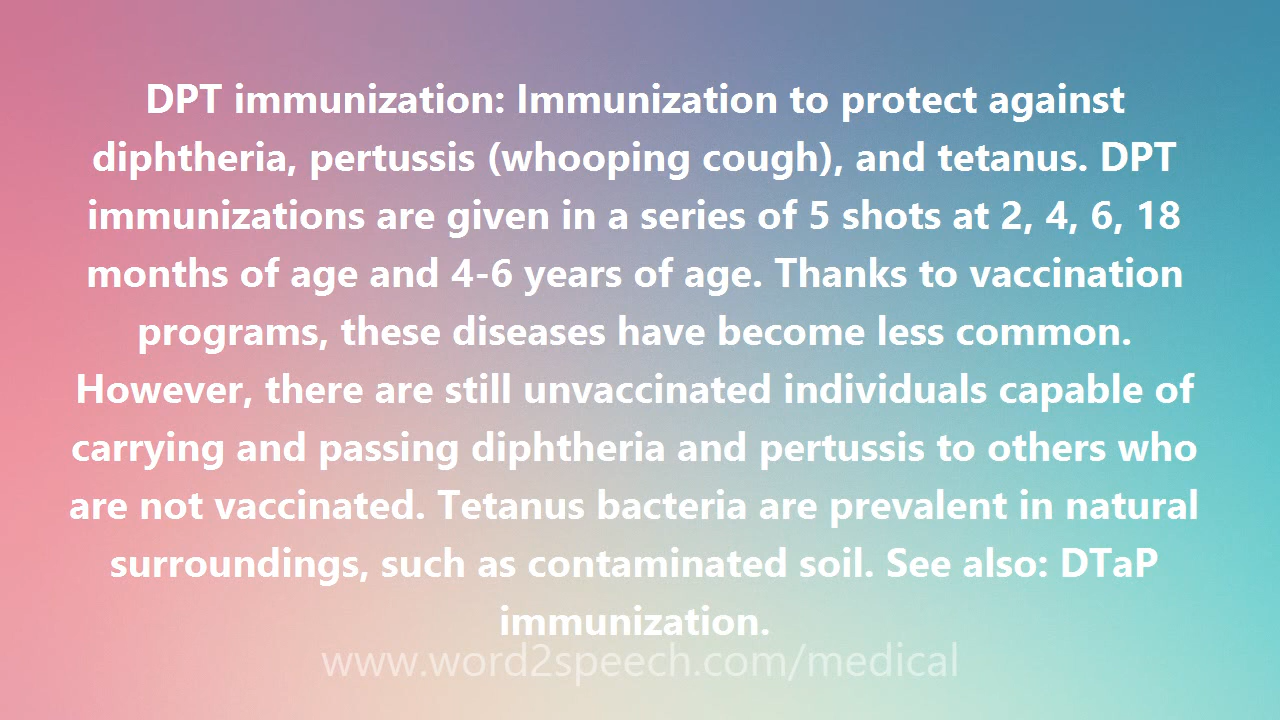 DPT immunization: Immunization to protect against
diphtheria, pertussis (whooping cough), and tetanus. DPT
immunizations are given in a series of 5 shots at 2, 4, 6, 18
months of age and 4-6 years of age. Thanks to vaccination
programs, these diseases have become less common.
However, there are still unvaccinated individuals capable of
carrying and passing diphtheria and pertussis to others who
are not vaccinated. Tetanus bacteria are prevalent in natural
surroundings, such as contaminated soil. See also: DTaP
immunization.
www.word2speech.com/medical